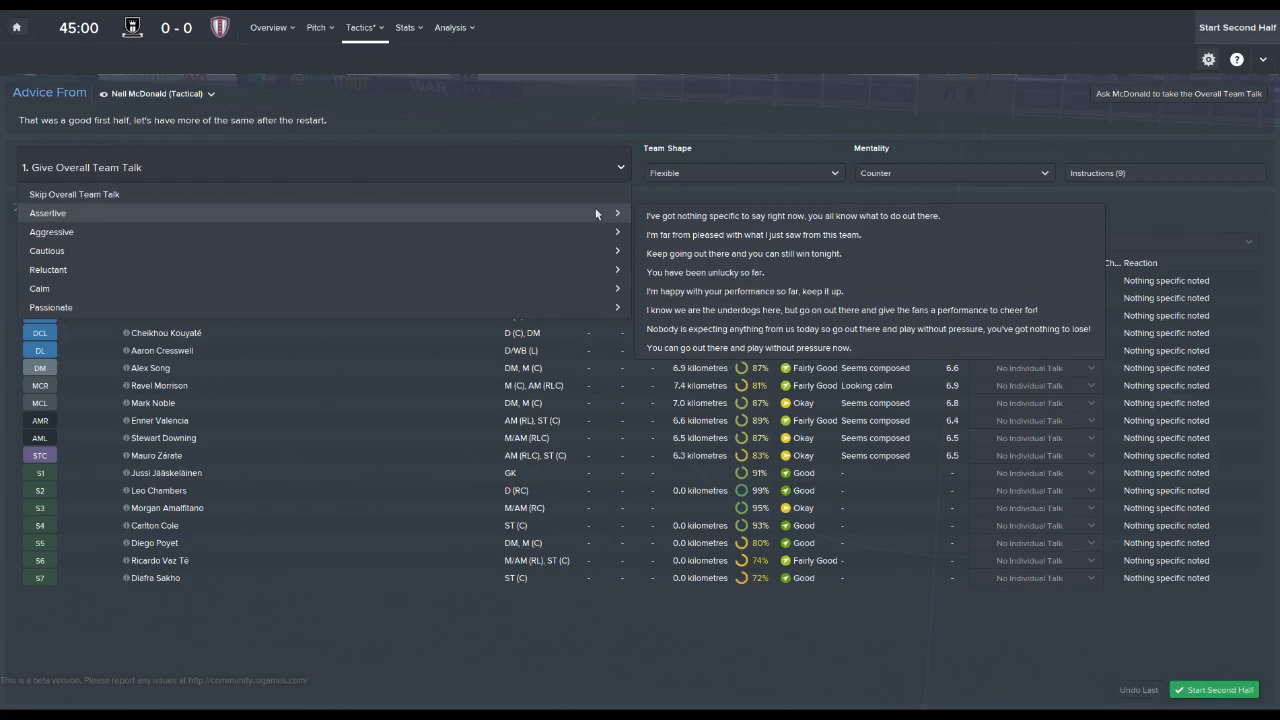 45:00 0 - 0 Overview Pitch Tactics* Stats Analysis Start Second Half
Advice From Neil McDonald (Tactical) Ask McDonald to take the Overall Team Talk
That was a good first half, let's have more of the same after the restart.
1. Give Overall Team Talk
Team Shape Mentality
Flexible Counter Instructions (9)
Skip Overall Team Talk
Assertive
Aggressive
Cautious
Reluctant
Calm
Passionate
I've got nothing specific to say right now, you all know what to do out there.
I'm far from pleased with what I just saw from this team.
Keep going out there and you can still win tonight.
You have been unlucky so far.
I'm happy with your performance so far, keep it up.
I know we are the underdogs here, but go on out there and give the fans a performance to cheer for!
Nobody is expecting anything from us today so go out there and play without pressure, you've got nothing to lose!
You can go out there and play without pressure now.
Ch... Reaction
Nothing specific noted
Nothing specific noted
Nothing specific noted
DCL Cheikhou Kouyaté D (C), DM - - - Nothing specific noted
DL Aaron Cresswell D/WB (L) - - - Nothing specific noted
DM Alex Song DM, M (C) - - - 6.9 kilometres 87% Fairly Good Seems composed 6.6 No Individual Talk Nothing specific noted
MCR Ravel Morrison M (C), AM (RLC) - - - 7.4 kilometres 81% Fairly Good Looking calm 6.9 No Individual Talk Nothing specific noted
MCL Mark Noble DM, M (C) - - - 7.0 kilometres 87% Okay Seems composed 6.8 No Individual Talk Nothing specific noted
AMR Enner Valencia AM (RL), ST (C) - - - 6.6 kilometres 89% Fairly Good Seems composed 6.4 No Individual Talk Nothing specific noted
AML Stewart Downing M/AM (RLC) - - - 6.5 kilometres 87% Okay Seems composed 6.5 No Individual Talk Nothing specific noted
STC Mauro Zárate AM (RLC), ST (C) - - - 6.3 kilometres 83% Okay Seems composed 6.5 No Individual Talk Nothing specific noted
S1 Jussi Jääskeläinen GK - - 91% Good - - No Individual Talk Nothing specific noted
S2 Leo Chambers D (RC) - - - 0.0 kilometres 99% Good - - No Individual Talk Nothing specific noted
S3 Morgan Amalfitano M/AM (RC) - - - 95% Okay - - No Individual Talk Nothing specific noted
S4 Carlton Cole ST (C) - - - 0.0 kilometres 93% Good - - No Individual Talk Nothing specific noted
S5 Diego Poyet DM, M (C) - - - 0.0 kilometres 80% Good - - No Individual Talk Nothing specific noted
S6 Ricardo Vaz Tê M/AM (RL), ST (C) - - - 0.0 kilometres 74% Fairly Good - - No Individual Talk Nothing specific noted
S7 Diafra Sakho ST (C) - - - 0.0 kilometres 72% Good - - No Individual Talk Nothing specific noted
This is a beta version. Please report any issues at http://community.sigames.com/
Undo Last Start Second Half